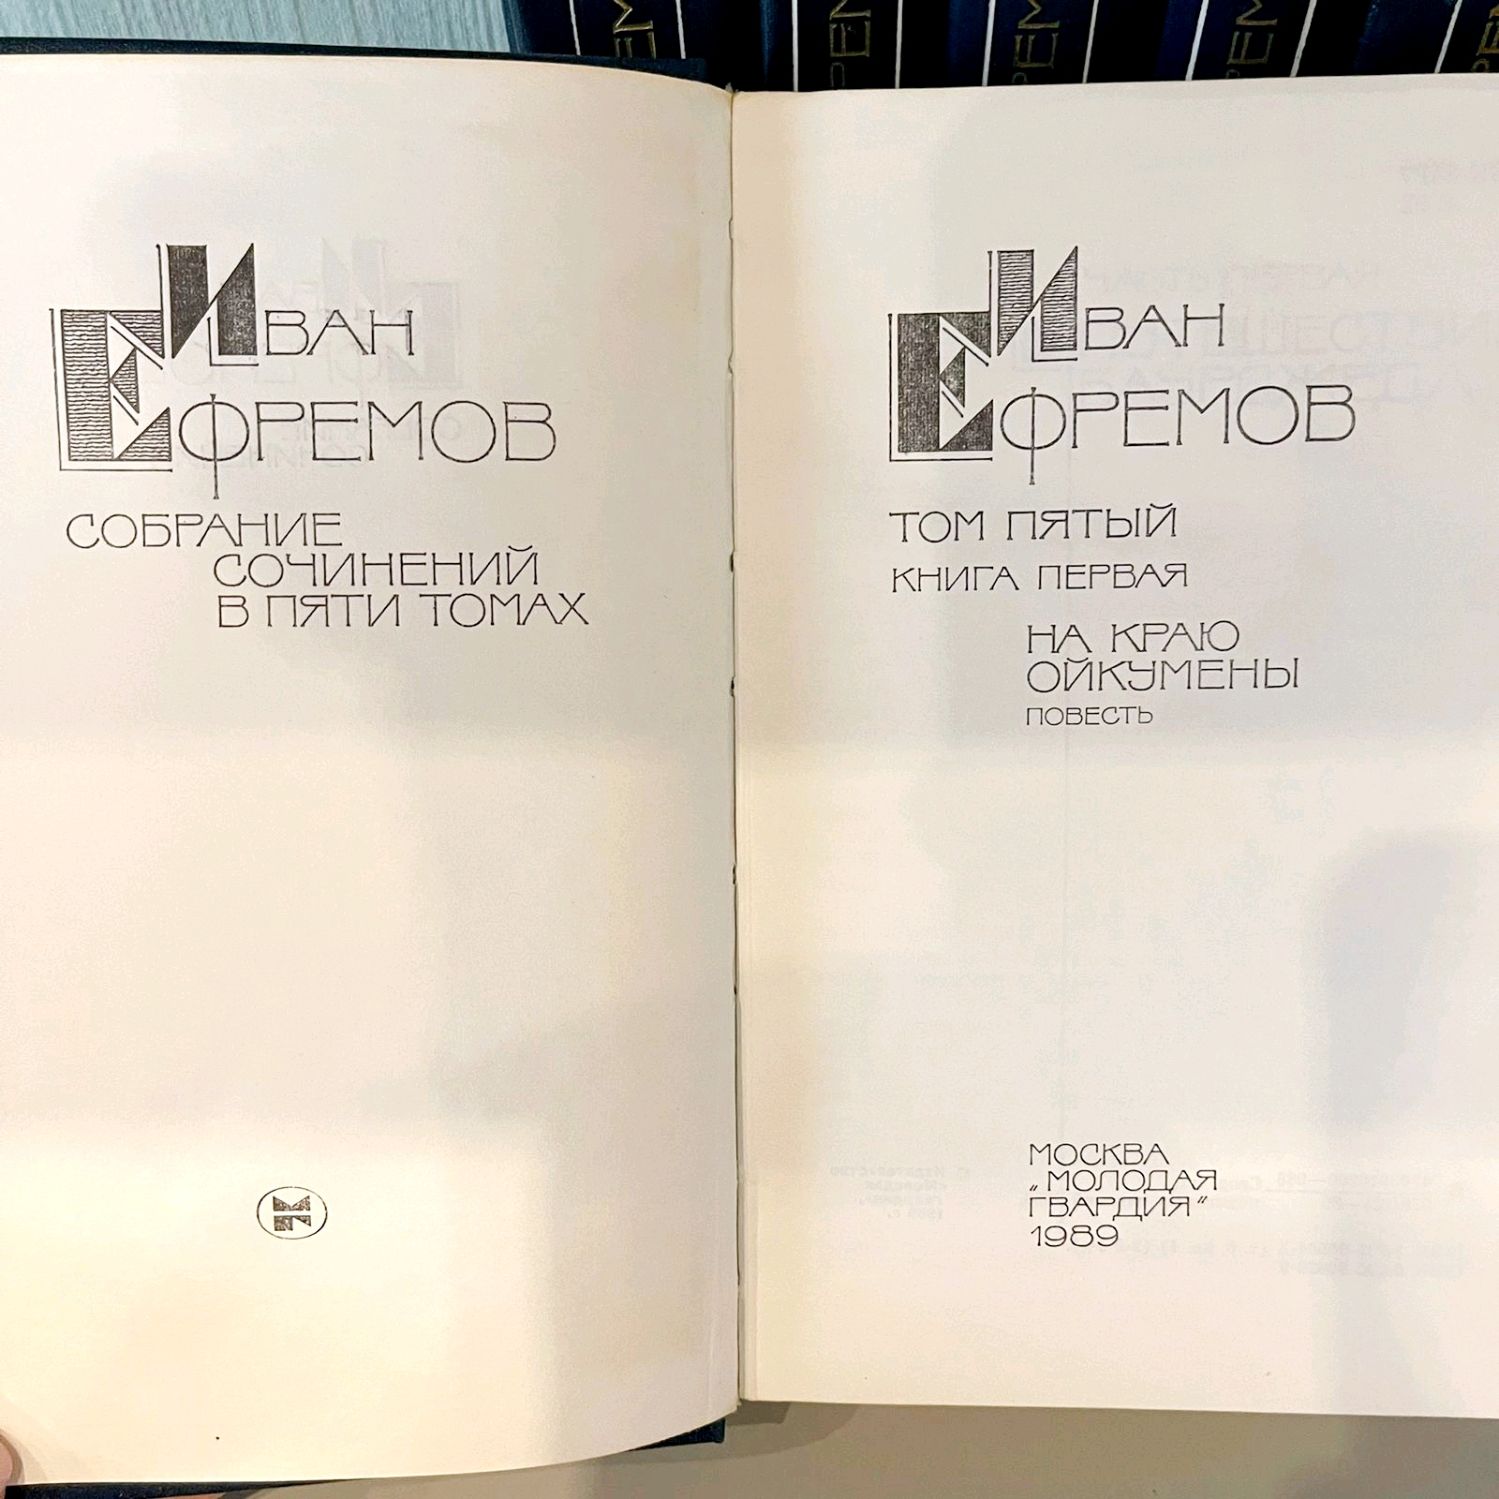 ИВАН
ЕФРЕМОВ
СОБРАНИЕ
СОЧИНЕНИЙ
В ПЯТИ ТОМАХ
ИВАН
ЕФРЕМОВ
ТОМ ПЯТЫЙ
КНИГА ПЕРВАЯ
НА КРАЮ
ОЙКУМЕНЫ
ПОВЕСТЬ
МОСКВА
„МОЛОДАЯ
ГВАРДИЯ“
1989